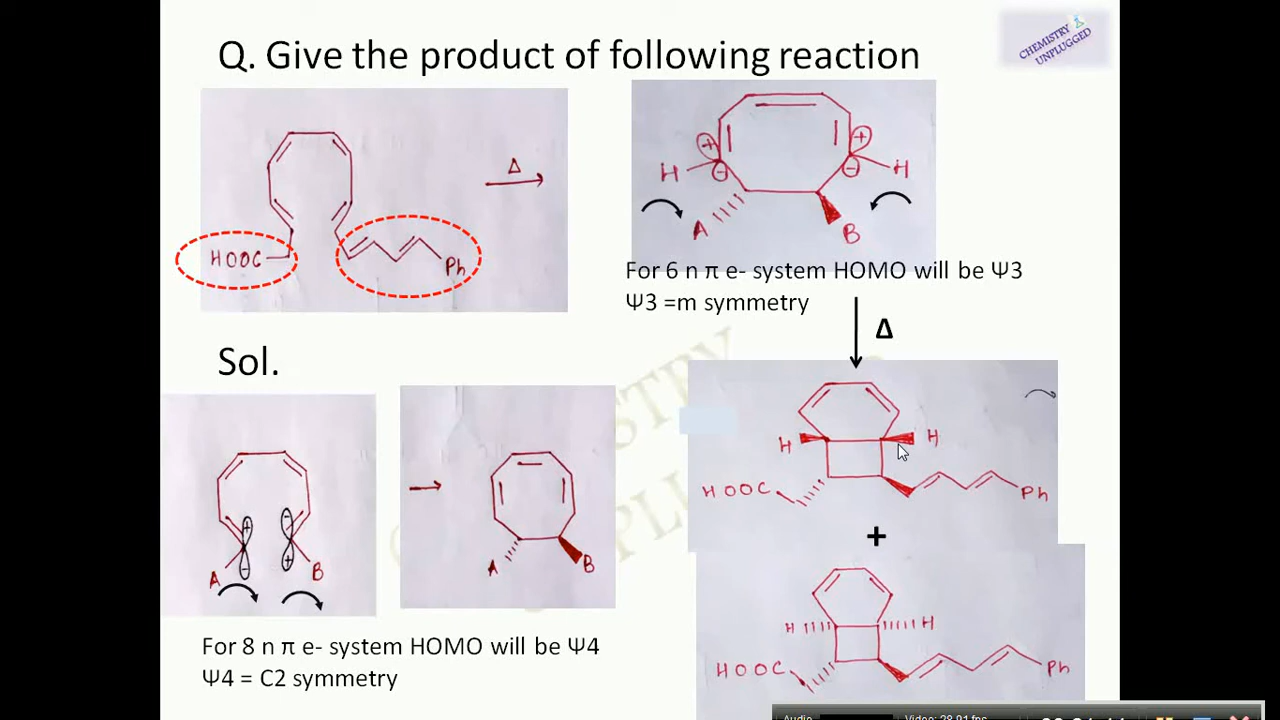 Q. Give the product of following reaction
CHEMISTRY
UNPLUGGED
Δ
HOOC
Ph
H
+
+
H
-
-
A
B
For 6 n π e- system HOMO will be Ψ3
Ψ3 =m symmetry
Δ
Sol.
H
H
HOOC
Ph
+
+
-
-
+
A
B
A
B
H
H
HOOC
Ph
For 8 n π e- system HOMO will be Ψ4
Ψ4 = C2 symmetry